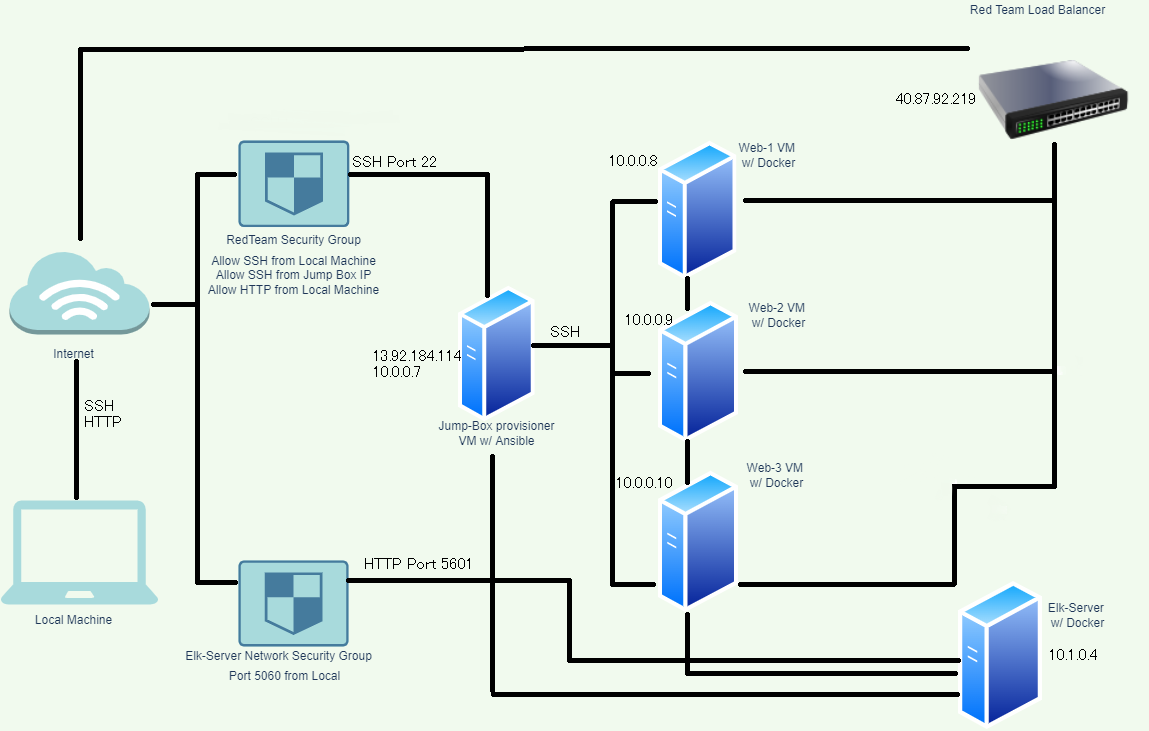 Red Team Load Balancer
40.87.92.219
SSH Port 22
10.0.0.8
Web-1 VM
w/ Docker
RedTeam Security Group
Allow SSH from Local Machine
Allow SSH from Jump Box IP
Allow HTTP from Local Machine
10.0.0.9
Web-2 VM
w/ Docker
Internet
SSH
13.92.184.114
10.0.0.7
SSH
HTTP
Jump-Box provisioner
VM w/ Ansible
10.0.0.10
Web-3 VM
w/ Docker
HTTP Port 5601
Local Machine
Elk-Server
w/ Docker
10.1.0.4
Elk-Server Network Security Group
Port 5060 from Local